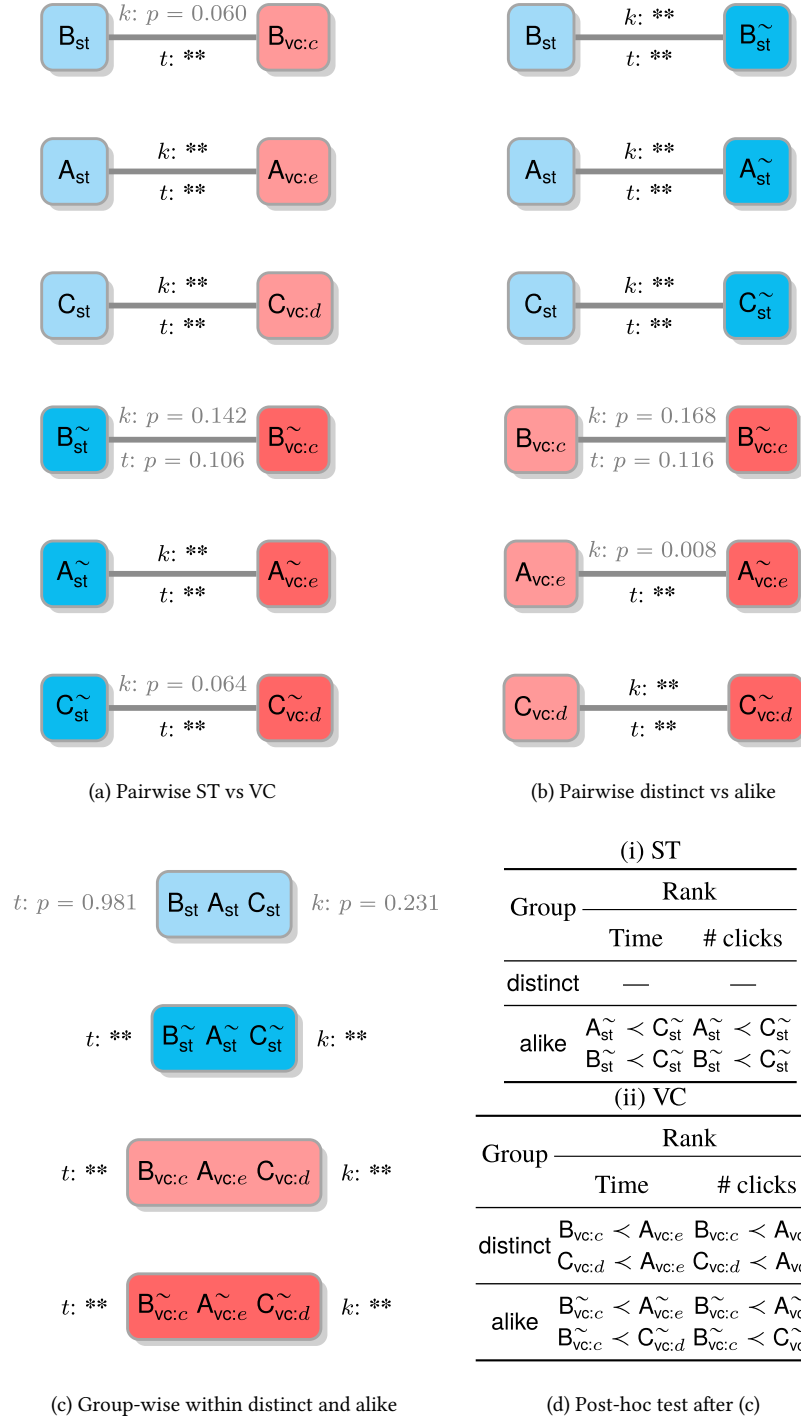 B_st k: p = 0.060 t: ** B_vc:c
A_st k: ** t: ** A_vc:e
C_st k: ** t: ** C_vc:d
B~_st k: p = 0.142 t: p = 0.106 B~_vc:c
A~_st k: ** t: ** A~_vc:e
C~_st k: p = 0.064 t: ** C~_vc:d
(a) Pairwise ST vs VC
B_st k: ** t: ** B~_st
A_st k: ** t: ** A~_st
C_st k: ** t: ** C~_st
B_vc:c k: p = 0.168 t: p = 0.116 B~_vc:c
A_vc:e k: p = 0.008 t: ** A~_vc:e
C_vc:d k: ** t: ** C~_vc:d
(b) Pairwise distinct vs alike
t: p = 0.981 B_st A_st C_st k: p = 0.231
t: ** B~_st A~_st C~_st k: **
t: ** B_vc:c A_vc:e C_vc:d k: **
t: ** B~_vc:c A~_vc:e C~_vc:d k: **
(c) Group-wise within distinct and alike
(i) ST
Group Rank
Time # clicks
distinct — —
alike A~_st ≺ C~_st A~_st ≺ C~_st
B~_st ≺ C~_st B~_st ≺ C~_st
(ii) VC
Group Rank
Time # clicks
distinct B_vc:c ≺ A_vc:e B_vc:c ≺ A_vc
C_vc:d ≺ A_vc:e C_vc:d ≺ A_vc
alike B~_vc:c ≺ A~_vc:e B~_vc:c ≺ A~_vc
B~_vc:c ≺ C~_vc:d B~_vc:c ≺ C~_vc
(d) Post-hoc test after (c)